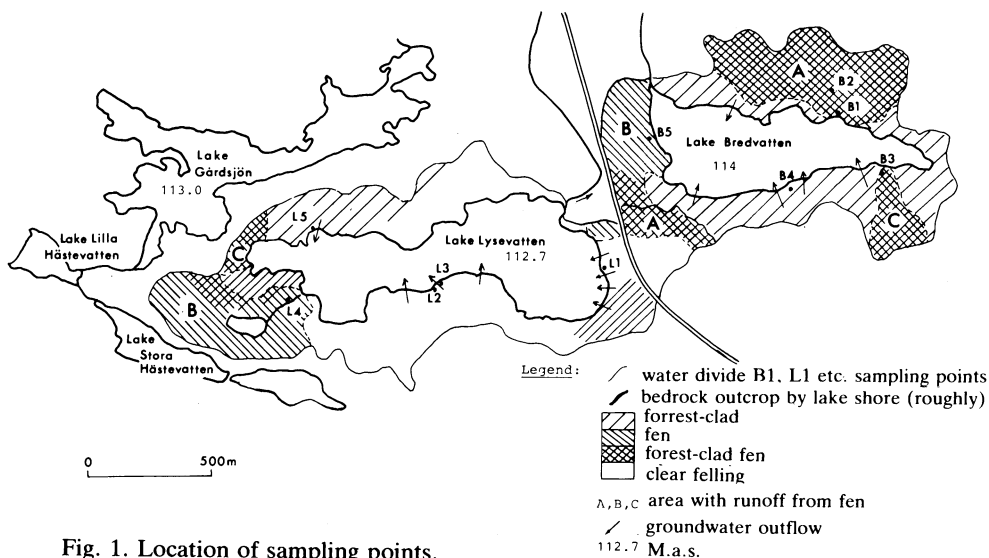 A
B2
B1
Lake Bredvatten
114
B5
B
B3
B4
A
C
Lake
Gårdsjön
113.0
Lake Lilla
Hästevatten
L5
C
Lake Lysevatten
112.7
L3
L2
L1
B
L4
Lake
Stora
Hästevatten
0 500m
Legend:
water divide B1, L1 etc. sampling points
bedrock outcrop by lake shore (roughly)
forrest-clad
fen
forest-clad fen
clear felling
A,B,C area with runoff from fen
groundwater outflow
112.7 M.a.s.
Fig. 1. Location of sampling points.